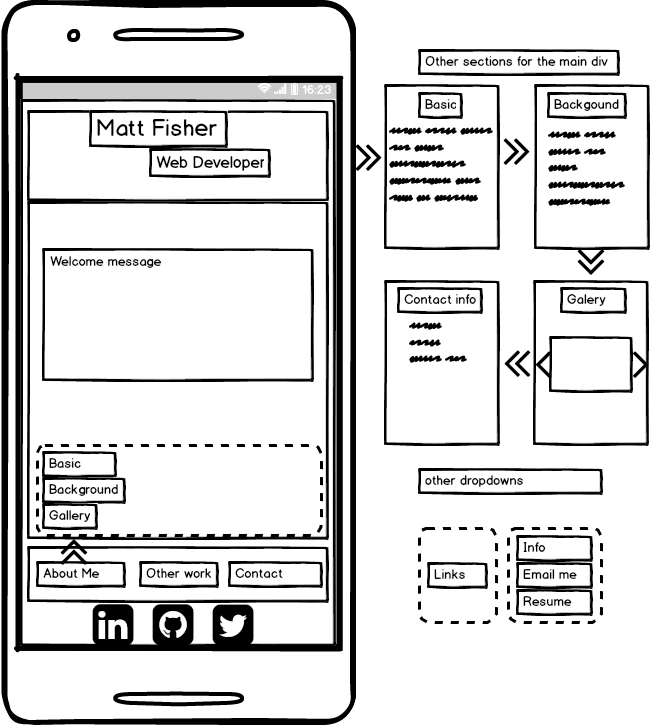 16:23
Matt Fisher
Web Developer
Welcome message
Basic
Background
Gallery
About Me
Other work
Contact
in
Other sections for the main div
Basic
Backgound
Contact info
Galery
other dropdowns
Links
Info
Email me
Resume